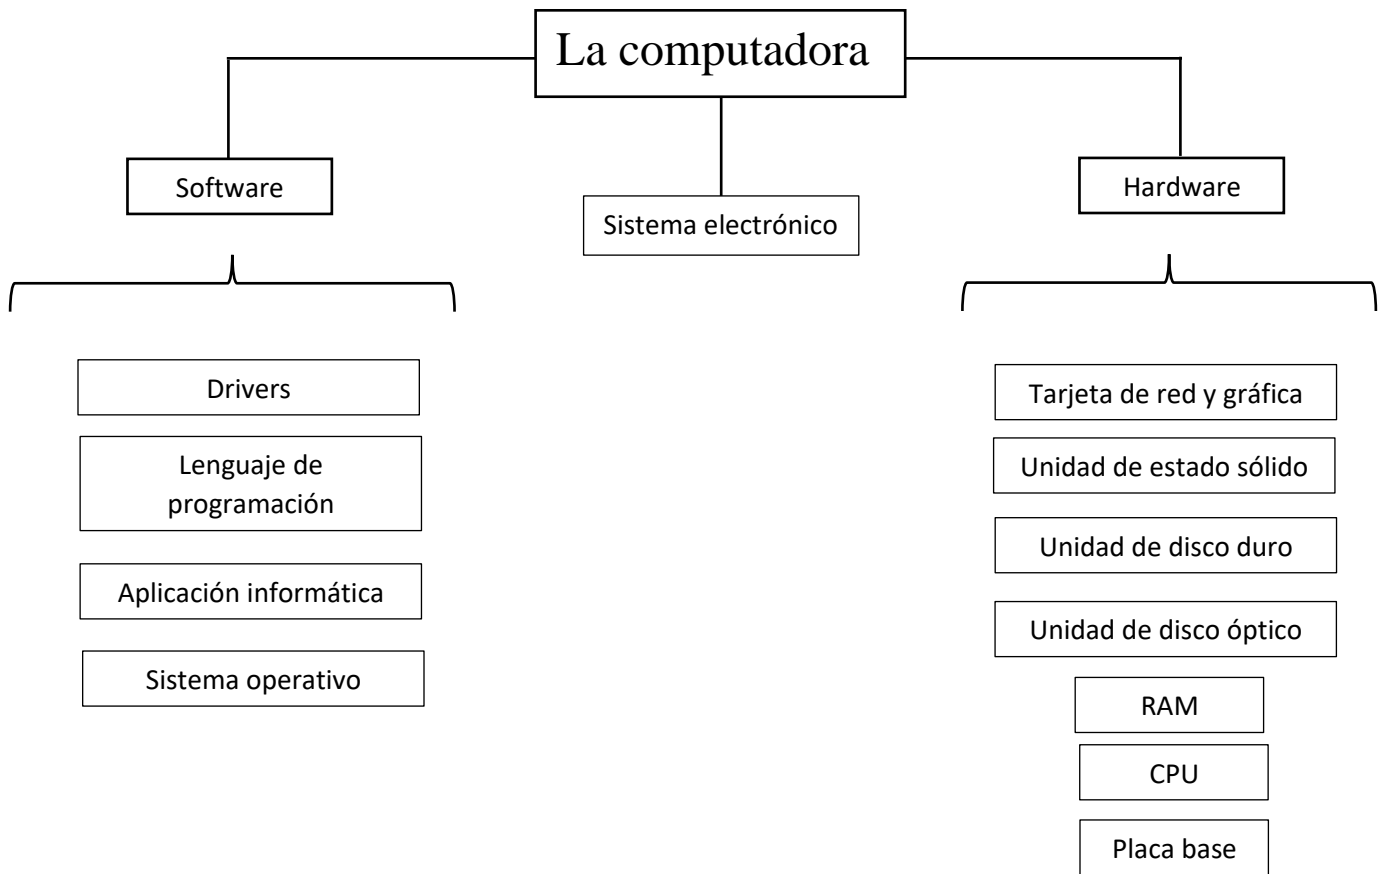 La computadora
Software
Sistema electrónico
Hardware
Drivers
Lenguaje de
programación
Aplicación informática
Sistema operativo
Tarjeta de red y gráfica
Unidad de estado sólido
Unidad de disco duro
Unidad de disco óptico
RAM
CPU
Placa base